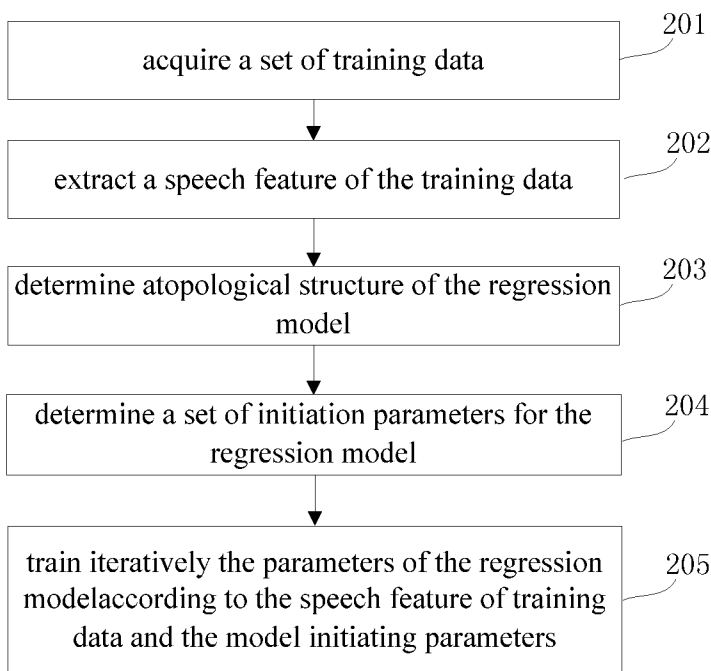 201
acquire a set of training data
202
extract a speech feature of the training data
203
determine atopological structure of the regression
model
204
determine a set of initiation parameters for the
regression model
205
train iteratively the parameters of the regression
modelaccording to the speech feature of training
data and the model initiating parameters